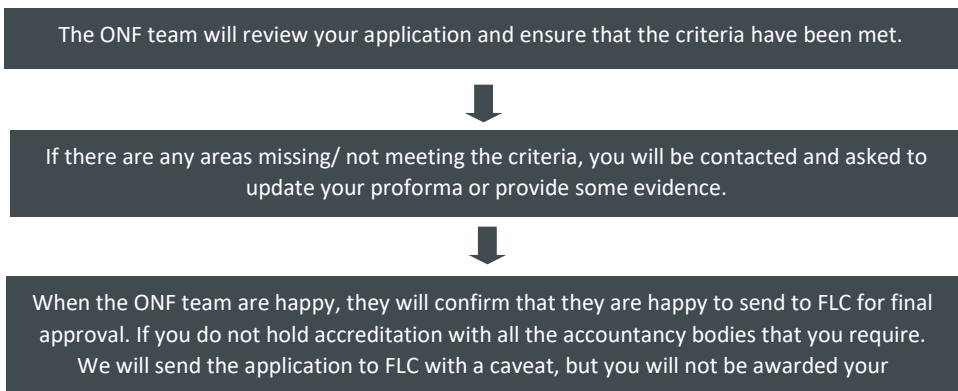 The ONF team will review your application and ensure that the criteria have been met.
If there are any areas missing/ not meeting the criteria, you will be contacted and asked to
update your proforma or provide some evidence.
When the ONF team are happy, they will confirm that they are happy to send to FLC for final
approval. If you do not hold accreditation with all the accountancy bodies that you require.
We will send the application to FLC with a caveat, but you will not be awarded your